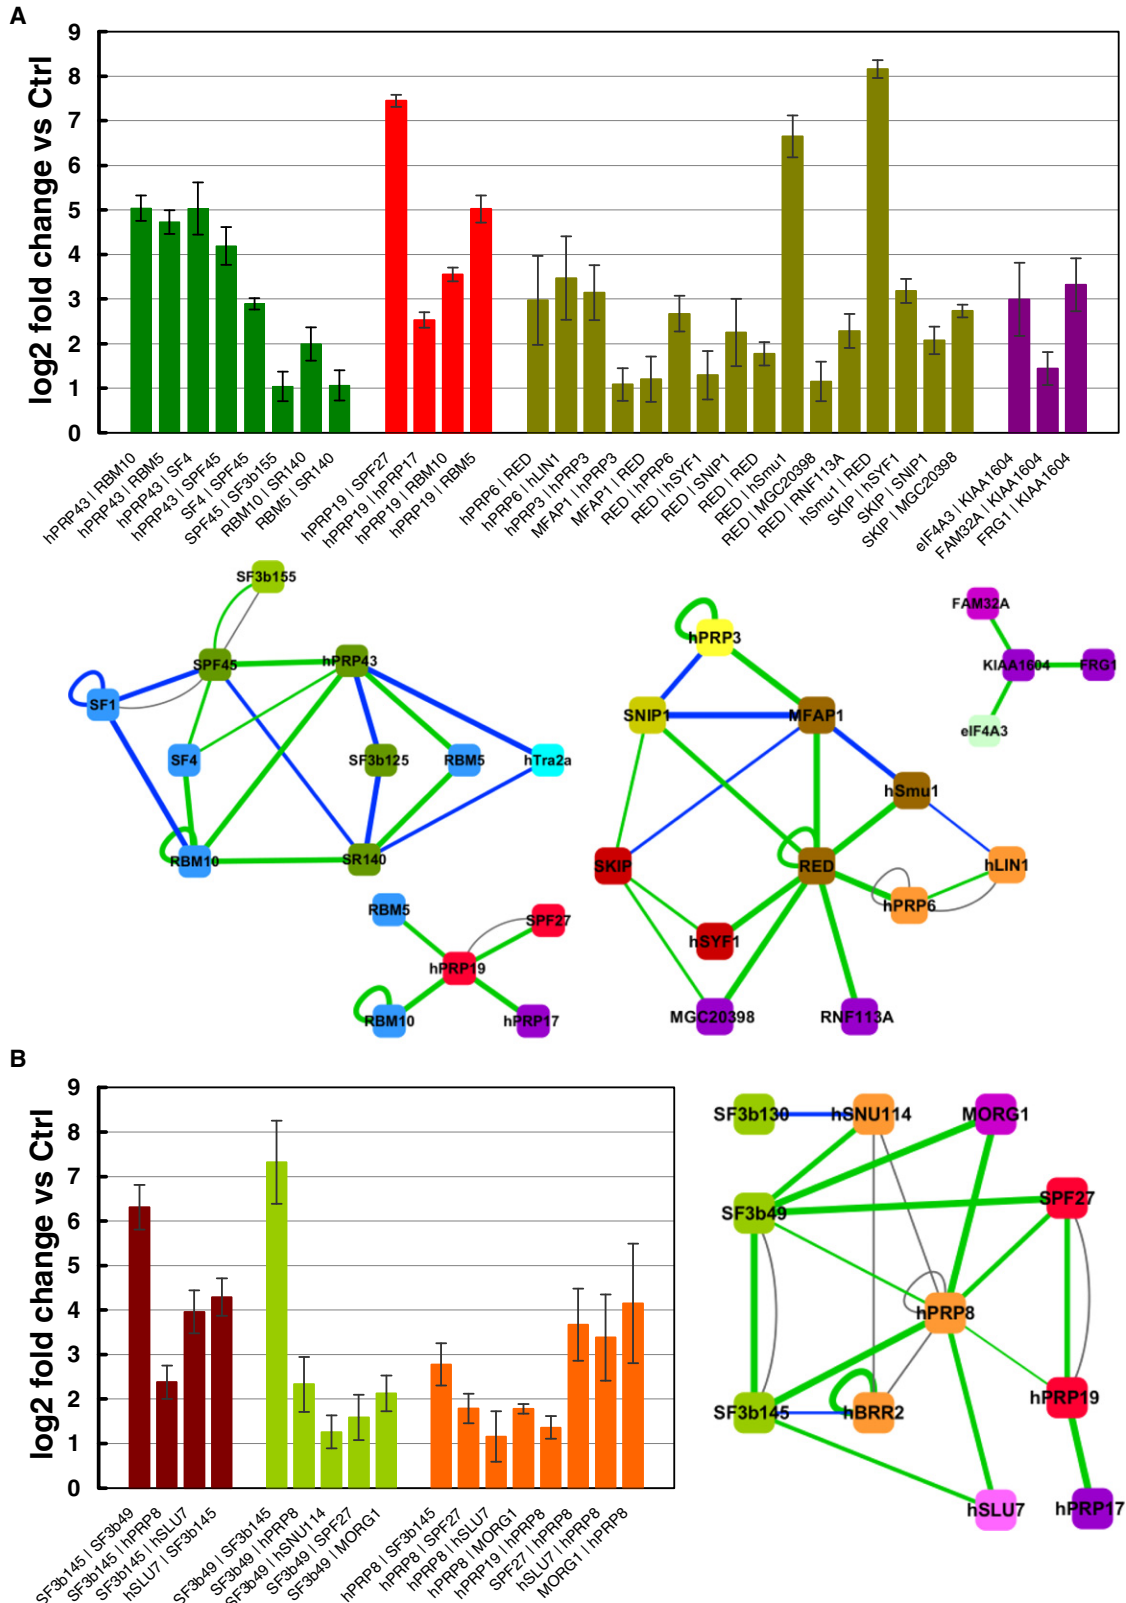 A
log2 fold change vs Ctrl
9
8
7
6
5
4
3
2
1
0
hPRP43 | RBM10
hPRP43 | RBM5
hPRP43 | SF4
hPRP43 | SPF45
SF4 | SPF45
SPF45 | SF3b155
RBM10 | SR140
RBM5 | SR140
hPRP19 | SPF27
hPRP19 | hPRP17
hPRP19 | RBM10
hPRP19 | RBM5
hPRP6 | RED
hPRP6 | hLIN1
hPRP3 | hPRP3
MFAP1 | hPRP3
MFAP1 | RED
RED | hPRP6
RED | hSYF1
RED | SNIP1
RED | RED
RED | hSmu1
RED | MGC20398
RED | RNF113A
hSmu1 | RED
SKIP | hSYF1
SKIP | SNIP1
SKIP | MGC20398
eIF4A3 | KIAA1604
FAM32A | KIAA1604
FRG1 | KIAA1604
SF3b155
SPF45
hPRP43
SF1
SF4
SF3b125
RBM5
hTra2a
RBM10
SR140
RBM5
SPF27
hPRP19
RBM10
hPRP17
hPRP3
SNIP1
MFAP1
hSmu1
SKIP
RED
hLIN1
hPRP6
hSYF1
MGC20398
RNF113A
FAM32A
KIAA1604
FRG1
eIF4A3
B
log2 fold change vs Ctrl
9
8
7
6
5
4
3
2
1
0
SF3b145 | SF3b49
SF3b145 | hPRP8
SF3b145 | hSLU7
hSLU7 | SF3b145
SF3b49 | SF3b145
SF3b49 | hPRP8
SF3b49 | hSNU114
SF3b49 | SPF27
SF3b49 | MORG1
hPRP8 | SF3b145
hPRP8 | SPF27
hPRP8 | hSLU7
hPRP8 | MORG1
hPRP19 | hPRP8
SPF27 | hPRP8
hSLU7 | hPRP8
MORG1 | hPRP8
SF3b130
hSNU114
MORG1
SF3b49
SPF27
hPRP8
SF3b145
hBRR2
hPRP19
hSLU7
hPRP17